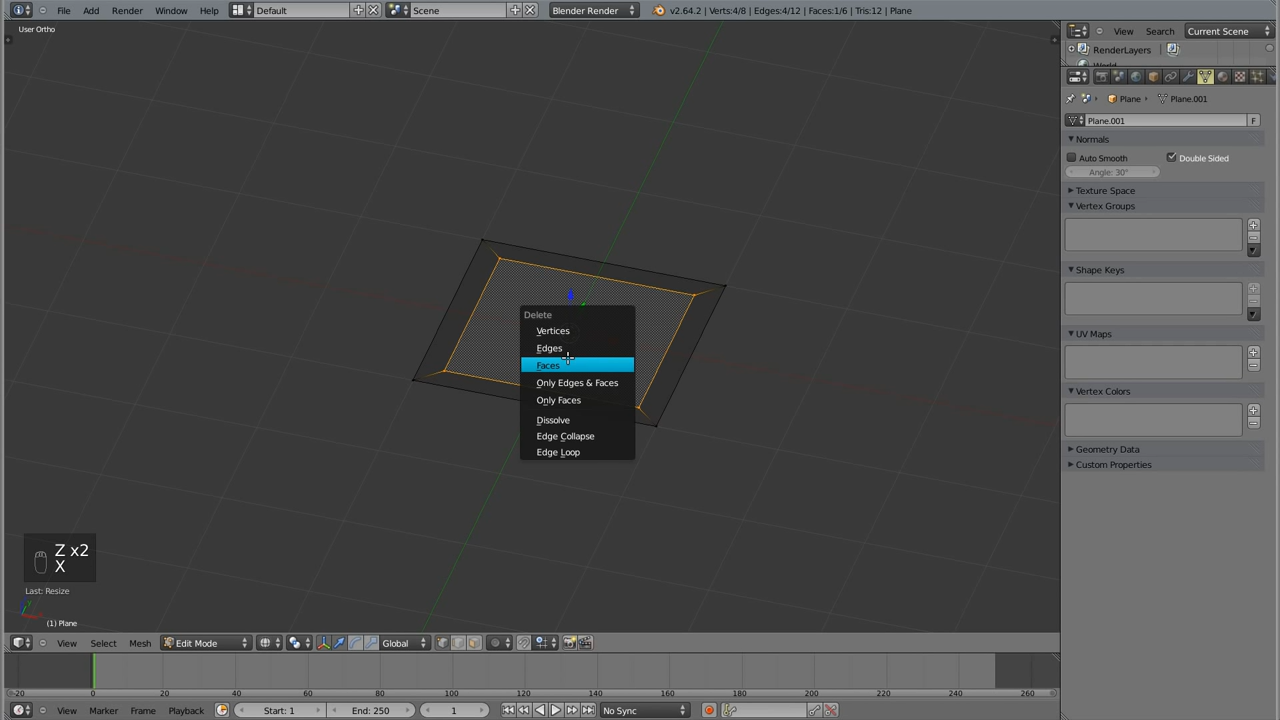 File Add Render Window Help Default Scene Blender Render v2.64.2 | Verts:4/8 | Edges:4/12 | Faces:1/6 | Tris:12 | Plane
User Ortho
View Search Current Scene
RenderLayers
World
Plane Plane.001
Plane.001 F
Normals
Auto Smooth Double Sided
Angle: 30°
Texture Space
Vertex Groups
Shape Keys
UV Maps
Vertex Colors
Geometry Data
Custom Properties
Delete
Vertices
Edges
Faces
Only Edges & Faces
Only Faces
Dissolve
Edge Collapse
Edge Loop
Z x2
X
Last: Resize
(1) Plane
View Select Mesh Edit Mode Global
-20 0 20 40 60 80 100 120 140 160 180 200 220 240 260
View Marker Frame Playback Start: 1 End: 250 1 No Sync